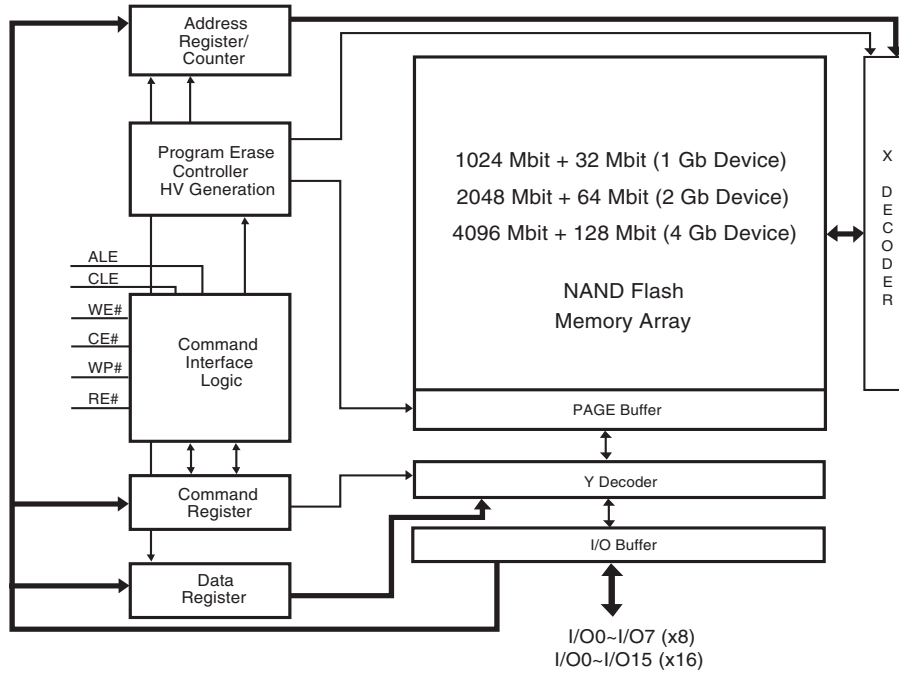 Address
Register/
Counter
Program Erase
Controller
HV Generation
ALE
CLE
WE#
CE#
WP#
RE#
Command
Interface
Logic
Command
Register
Data
Register
1024 Mbit + 32 Mbit (1 Gb Device)
2048 Mbit + 64 Mbit (2 Gb Device)
4096 Mbit + 128 Mbit (4 Gb Device)
NAND Flash
Memory Array
PAGE Buffer
Y Decoder
I/O Buffer
I/O0~I/O7 (x8)
I/O0~I/O15 (x16)
X
D
E
C
O
D
E
R